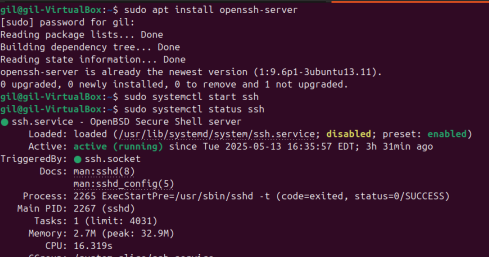 gil@gil-VirtualBox:~$ sudo apt install openssh-server
[sudo] password for gil:
Reading package lists... Done
Building dependency tree... Done
Reading state information... Done
openssh-server is already the newest version (1:9.6p1-3ubuntu13.11).
0 upgraded, 0 newly installed, 0 to remove and 1 not upgraded.
gil@gil-VirtualBox:~$ sudo systemctl start ssh
gil@gil-VirtualBox:~$ sudo systemctl status ssh
● ssh.service - OpenBSD Secure Shell server
Loaded: loaded (/usr/lib/systemd/system/ssh.service; disabled; preset: enabled)
Active: active (running) since Tue 2025-05-13 16:35:57 EDT; 3h 31min ago
TriggeredBy: ● ssh.socket
Docs: man:sshd(8)
man:sshd_config(5)
Process: 2265 ExecStartPre=/usr/sbin/sshd -t (code=exited, status=0/SUCCESS)
Main PID: 2267 (sshd)
Tasks: 1 (limit: 4031)
Memory: 2.7M (peak: 32.9M)
CPU: 16.319s